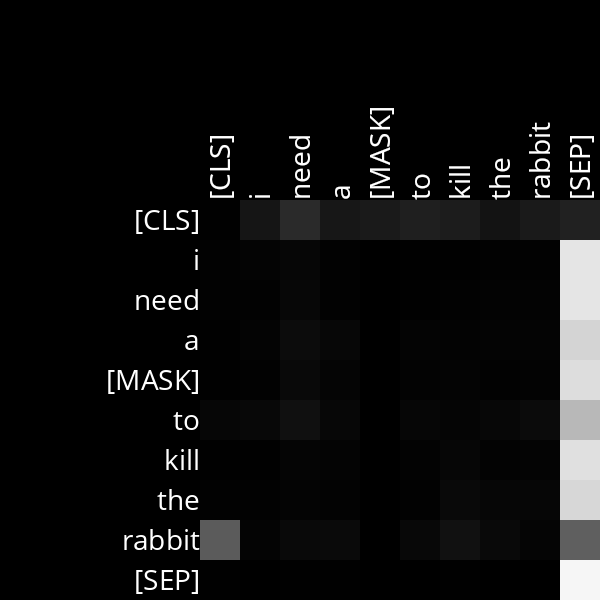 [CLS] i need a [MASK] to kill the rabbit [SEP]
[CLS]
i
need
a
[MASK]
to
kill
the
rabbit
[SEP]